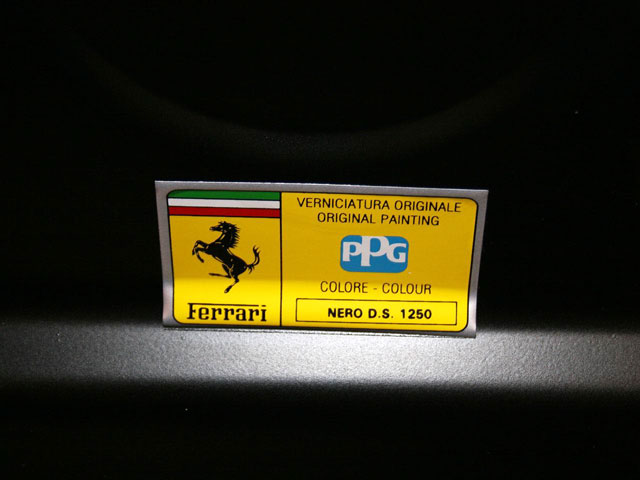 VERNICIATURA ORIGINALE
ORIGINAL PAINTING
PPG
COLORE - COLOUR
Ferrari
NERO D.S. 1250